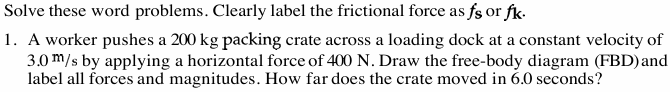 Solve these word problems. Clearly label the frictional force as fs or fk.
1. A worker pushes a 200 kg packing crate across a loading dock at a constant velocity of
3.0 m/s by applying a horizontal force of 400 N. Draw the free-body diagram (FBD) and
label all forces and magnitudes. How far does the crate moved in 6.0 seconds?